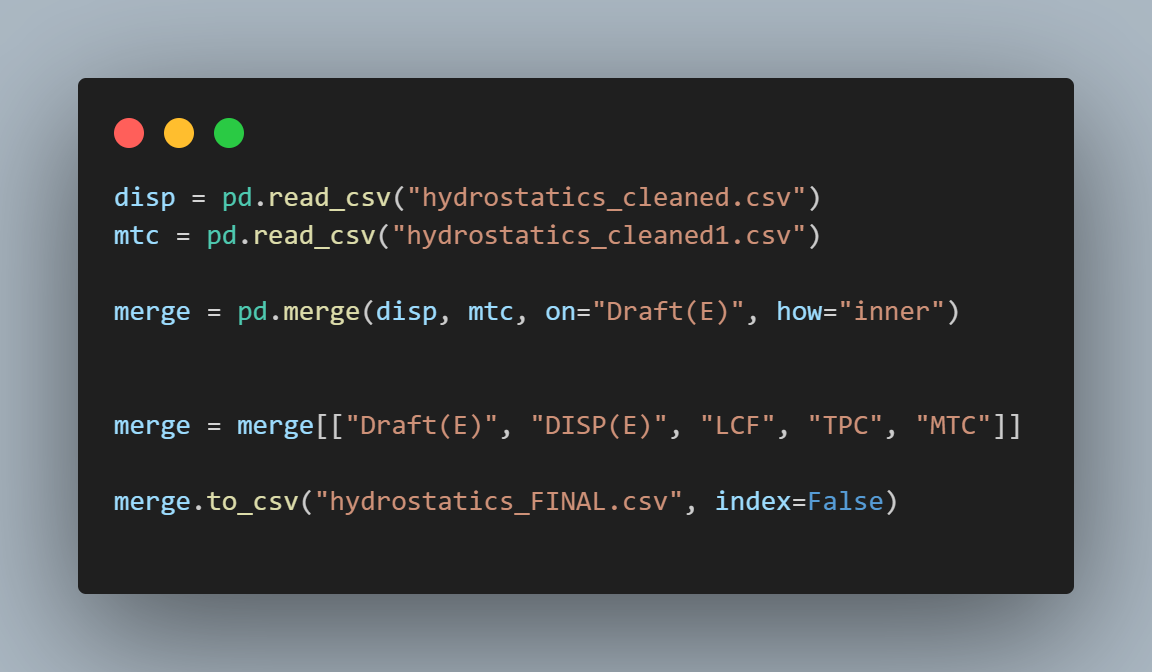 disp = pd.read_csv("hydrostatics_cleaned.csv")
mtc = pd.read_csv("hydrostatics_cleaned1.csv")
merge = pd.merge(disp, mtc, on="Draft(E)", how="inner")
merge = merge[["Draft(E)", "DISP(E)", "LCF", "TPC", "MTC"]]
merge.to_csv("hydrostatics_FINAL.csv", index=False)